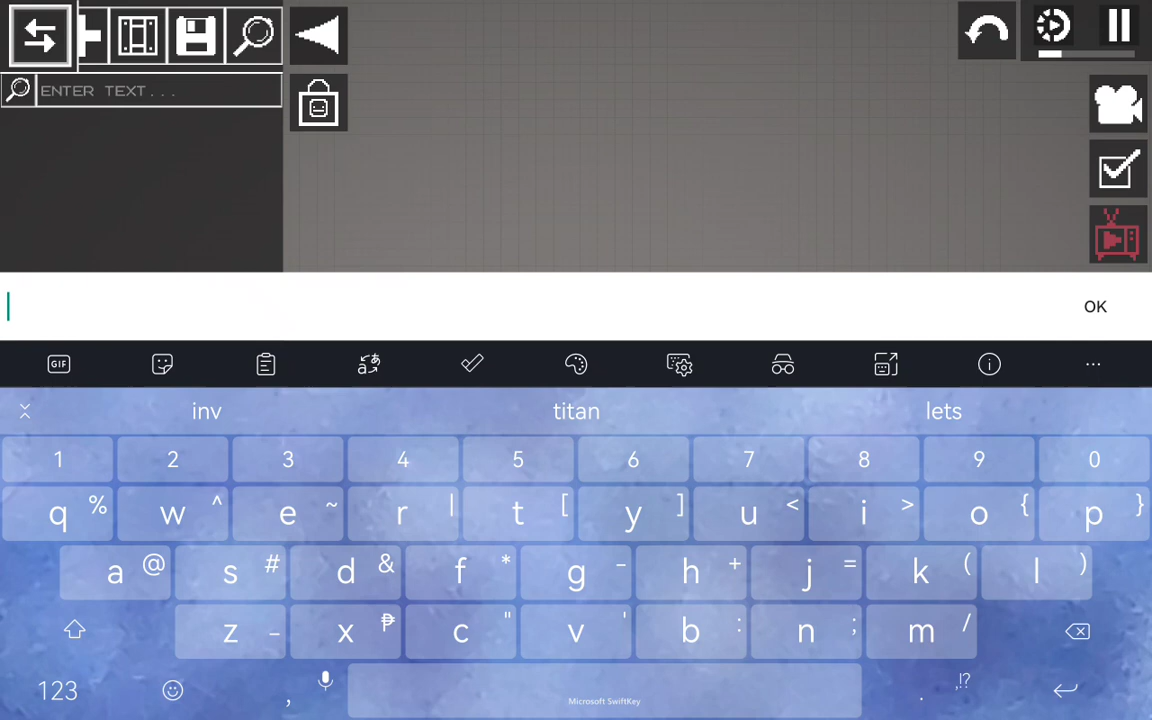 ENTER TEXT...
OK
GIF
inv titan lets
1 2 3 4 5 6 7 8 9 0
q % w ^ e ~ r | t [ y ] u < i > o { p }
a @ s # d & f * g - h + j = k ( l )
z _ x ₱ c " v ' b : n ; m /
123 , . ,!?
Microsoft SwiftKey